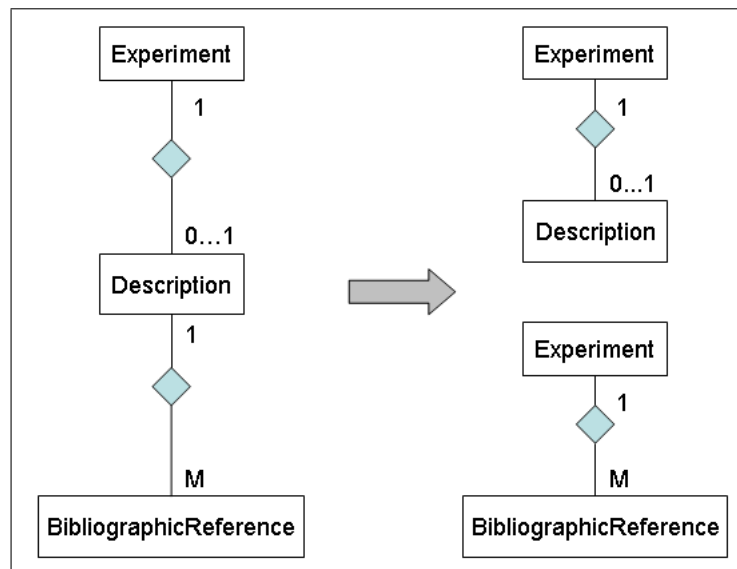 Experiment
1
0...1
Description
1
M
BibliographicReference
Experiment
1
0...1
Description
Experiment
1
M
BibliographicReference